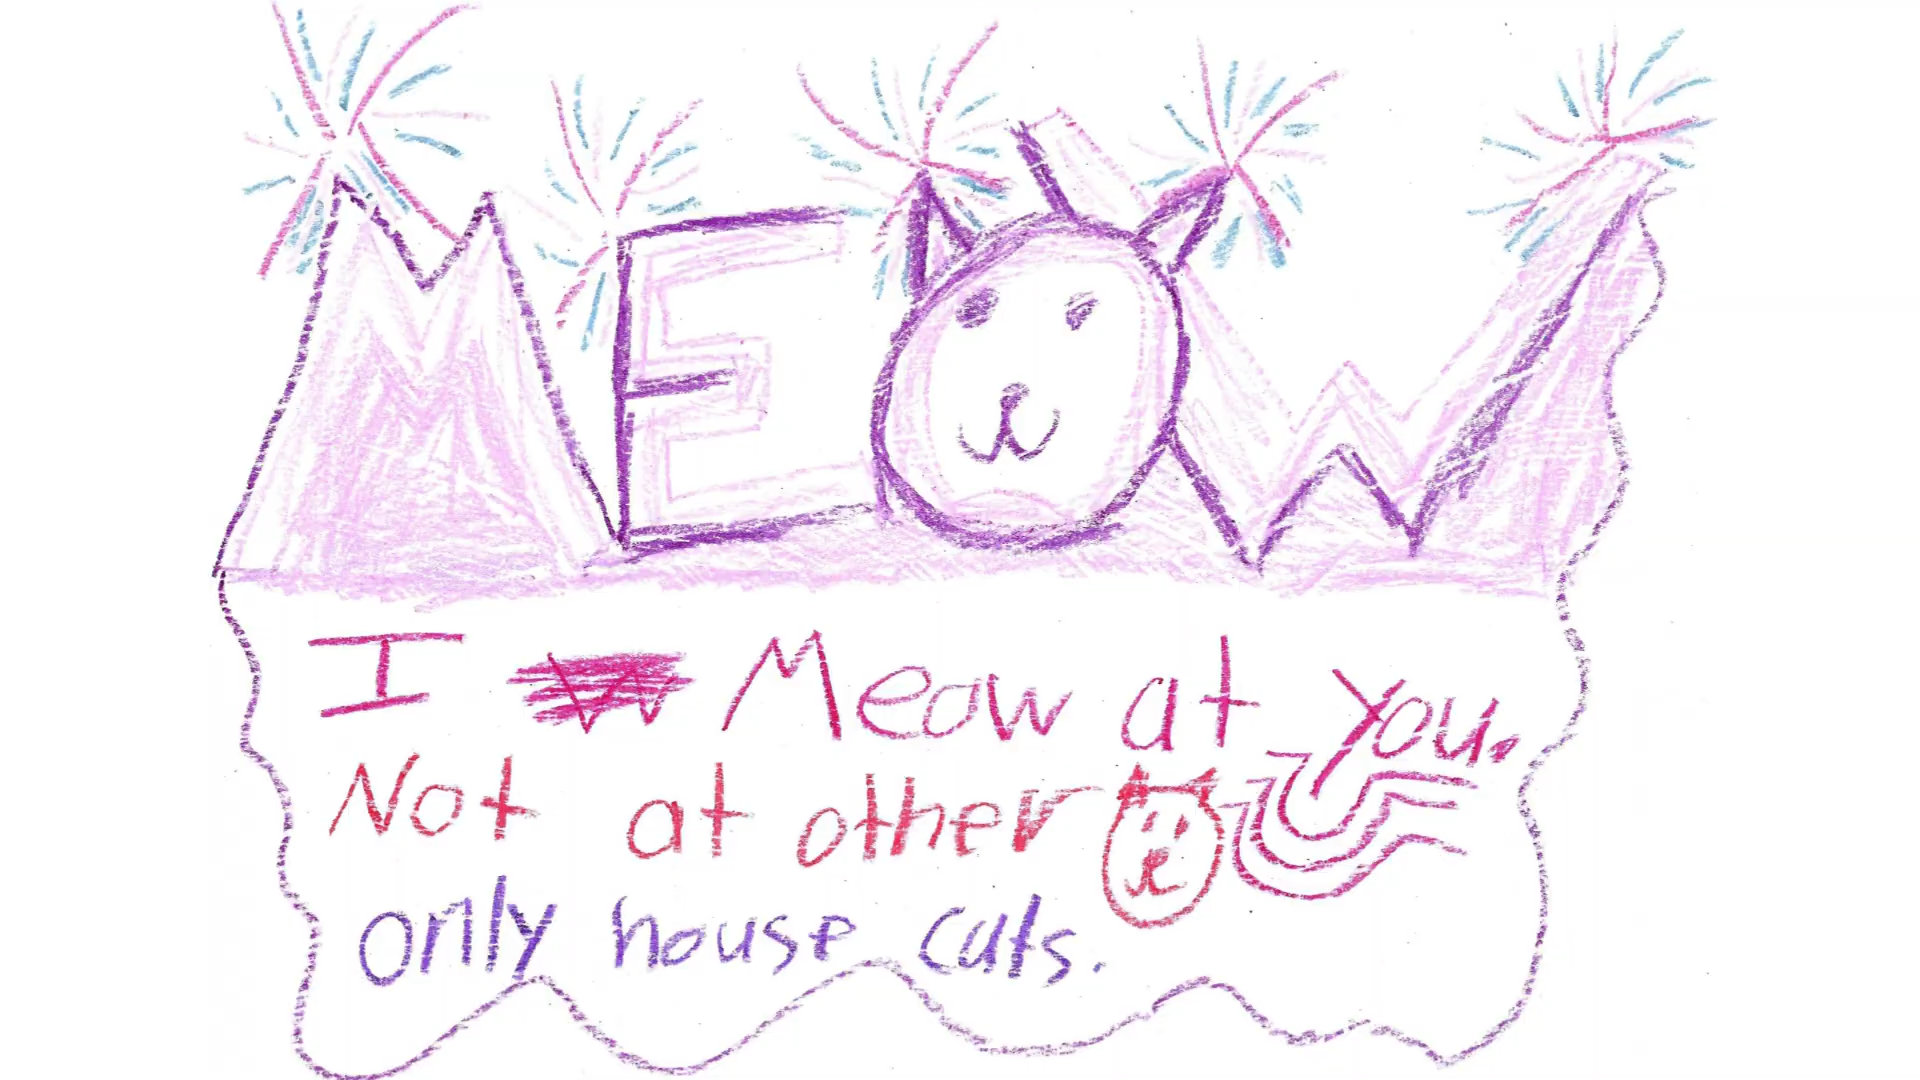 MEOW
I Meow at you.
Not at other
only house cats.